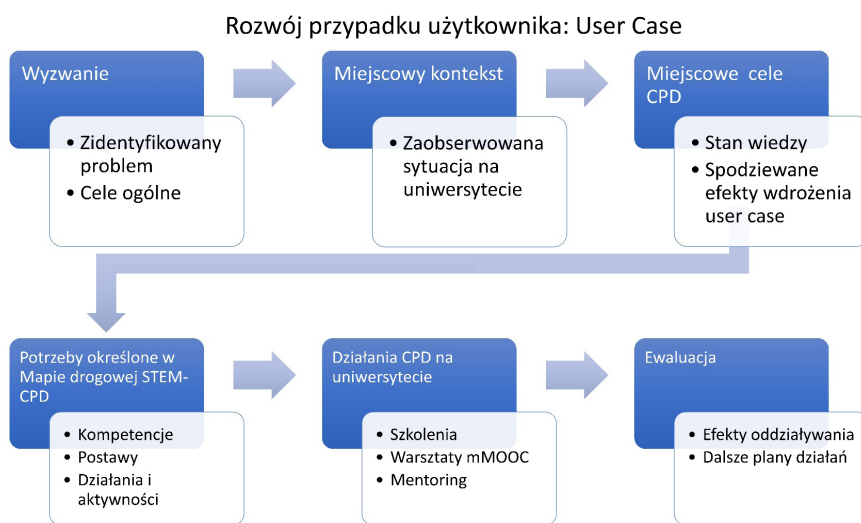 Rozwój przypadku użytkownika: User Case
Wyzwanie
• Zidentyfikowany
problem
• Cele ogólne
Miejscowy kontekst
• Zaobserwowana
sytuacja na
uniwersytecie
Miejscowe cele
CPD
• Stan wiedzy
• Spodziewane
efekty wdrożenia
user case
Potrzeby określone w
Mapie drogowej STEM-
CPD
• Kompetencje
• Postawy
• Działania i
aktywności
Działania CPD na
uniwersytecie
• Szkolenia
• Warsztaty mMOOC
• Mentoring
Ewaluacja
• Efekty oddziaływania
• Dalsze plany działań